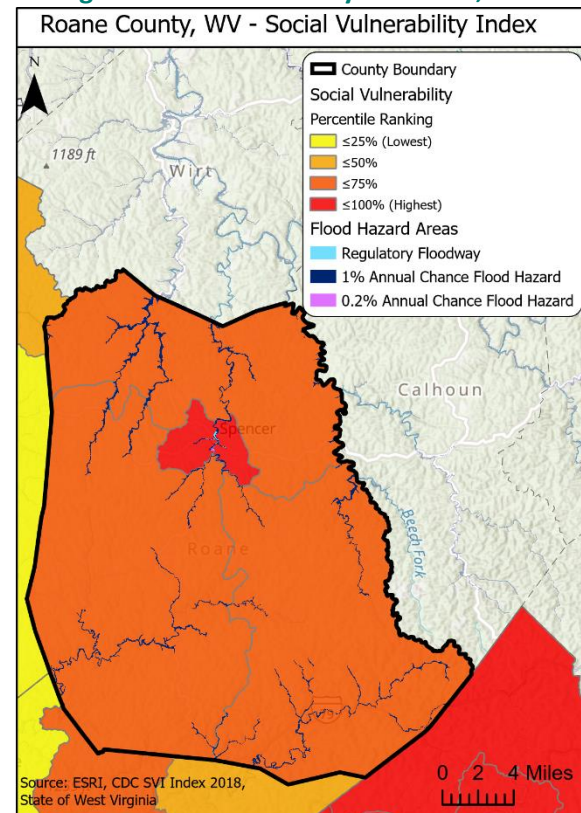 Roane County, WV - Social Vulnerability Index
N
County Boundary
Social Vulnerability
Percentile Ranking
≤25% (Lowest)
≤50%
≤75%
≤100% (Highest)
Flood Hazard Areas
Regulatory Floodway
1% Annual Chance Flood Hazard
0.2% Annual Chance Flood Hazard
1189 ft
Wirt
Calhoun
Spencer
Beech Fork
Roane
Source: ESRI, CDC SVI Index 2018,
State of West Virginia
0 2 4 Miles